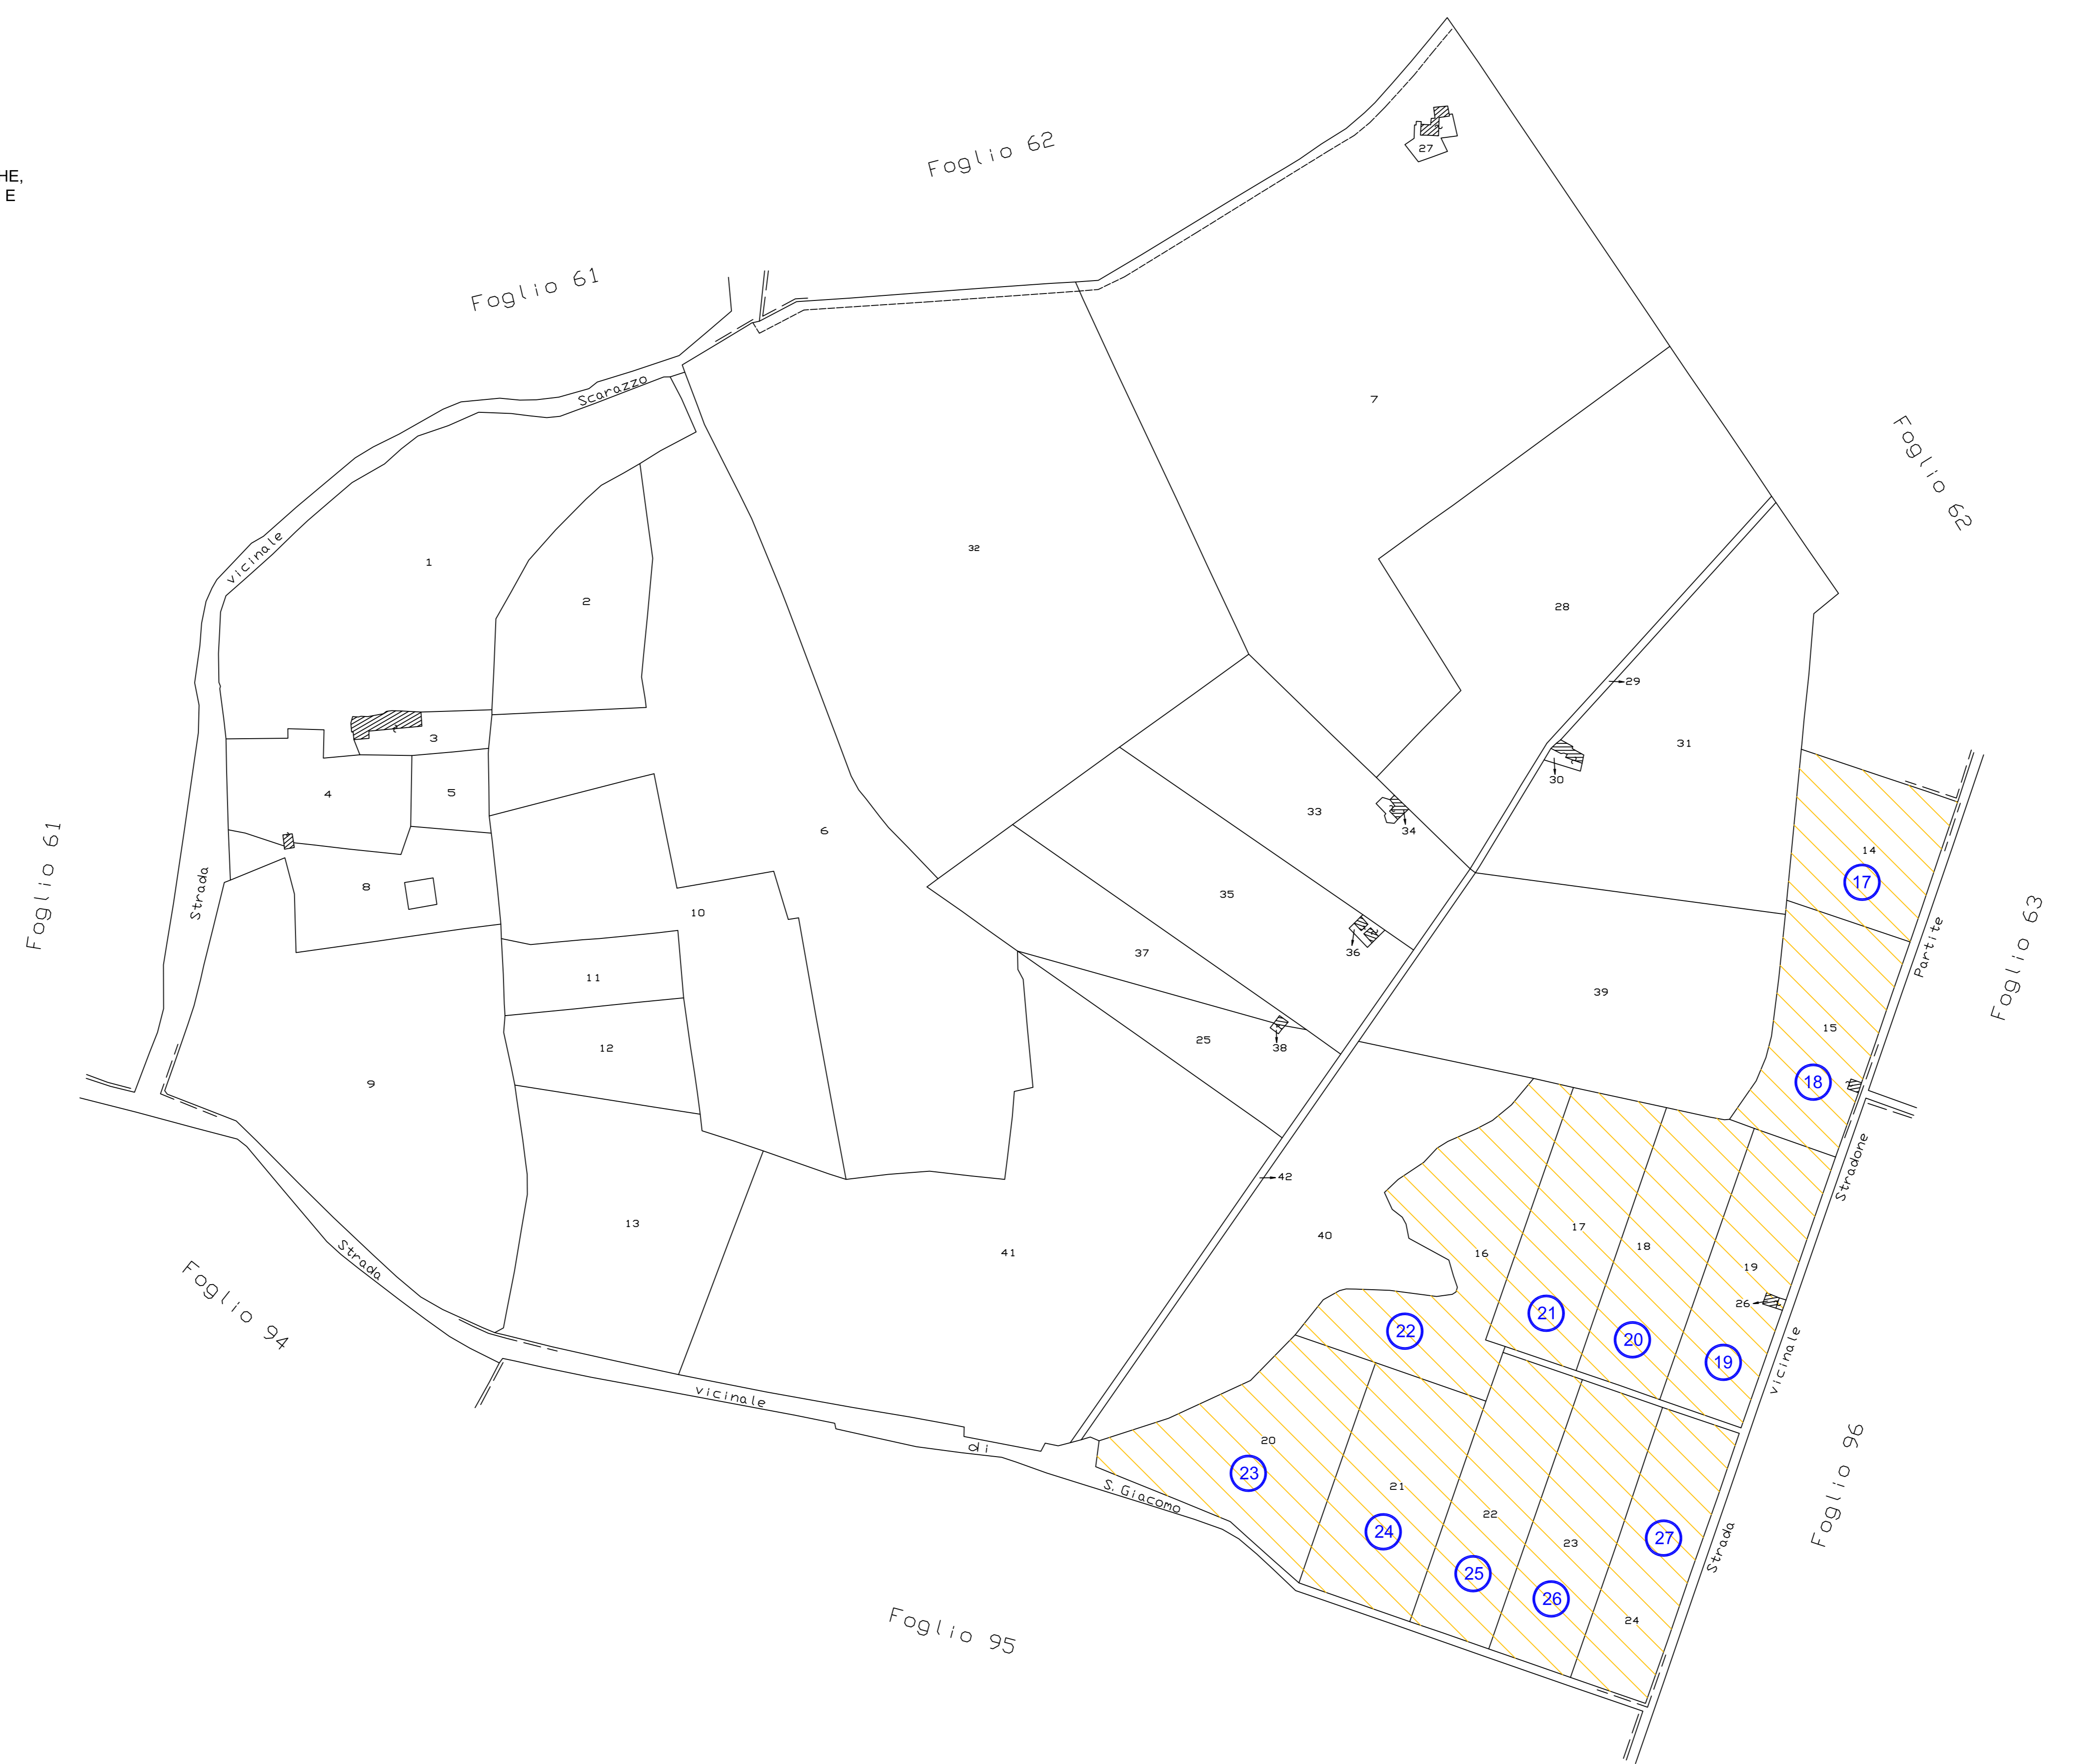 HE,
E
Foglio 62
27
Foglio 61
Scarazzo
vicinale
7
Foglio 62
1
32
2
28
29
3
31
30
4
5
33
34
6
Foglio 61
Strada
8
10
35
36
14
17
Partite
Foglio 63
11
37
39
12
25
38
15
18
9
Stradone
42
13
41
40
16
17
18
19
26
Strada
Foglio 94
22
21
20
19
vicinale
vicinale
di
S. Giacomo
20
23
21
24
22
25
23
26
27
24
Strada
Foglio 96
Foglio 95